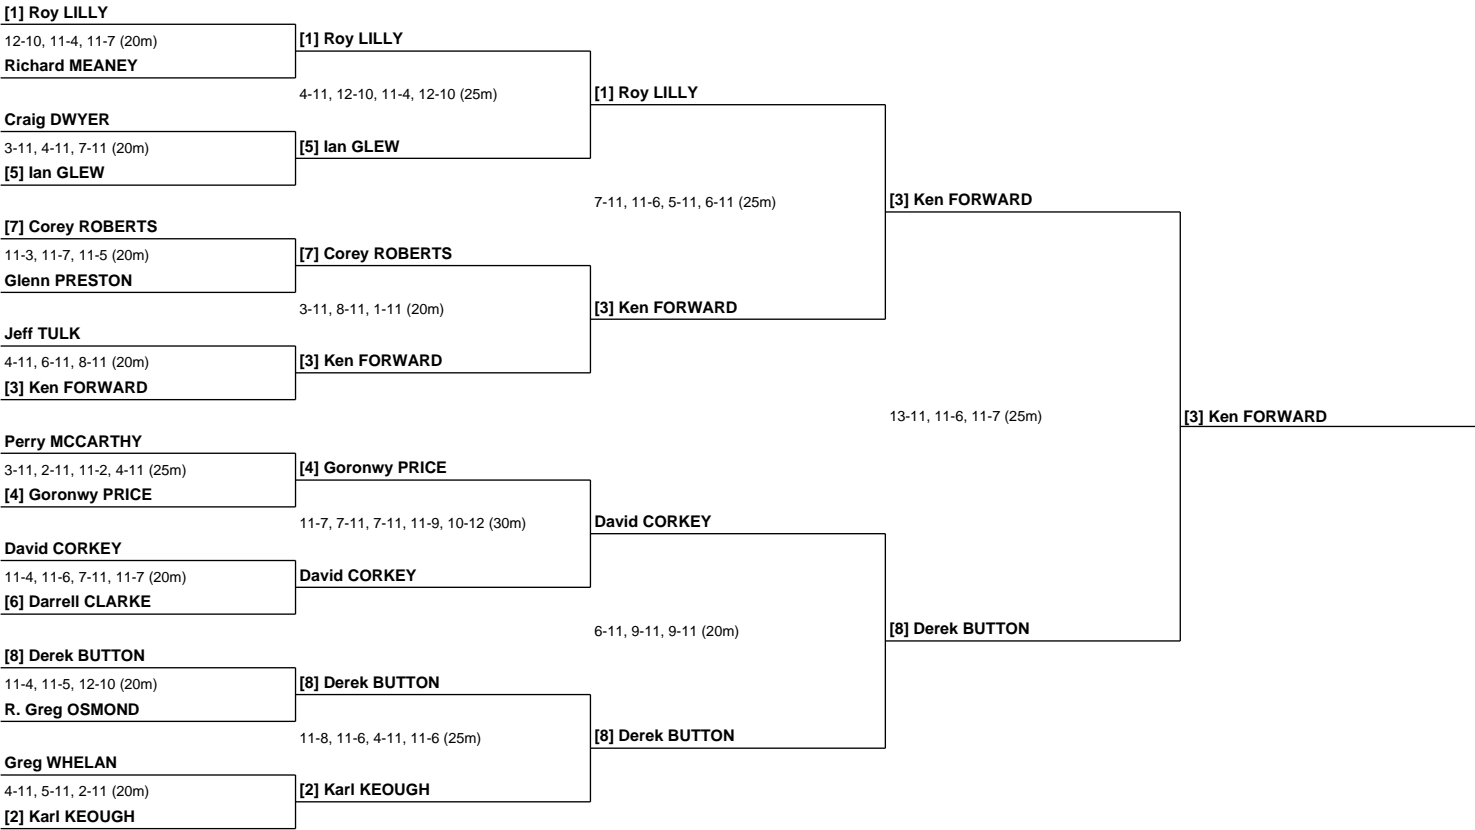 [1] Roy LILLY
12-10, 11-4, 11-7 (20m)
Richard MEANEY
Craig DWYER
3-11, 4-11, 7-11 (20m)
[5] Ian GLEW
[7] Corey ROBERTS
11-3, 11-7, 11-5 (20m)
Glenn PRESTON
Jeff TULK
4-11, 6-11, 8-11 (20m)
[3] Ken FORWARD
Perry MCCARTHY
3-11, 2-11, 11-2, 4-11 (25m)
[4] Goronwy PRICE
David CORKEY
11-4, 11-6, 7-11, 11-7 (20m)
[6] Darrell CLARKE
[8] Derek BUTTON
11-4, 11-5, 12-10 (20m)
R. Greg OSMOND
Greg WHELAN
4-11, 5-11, 2-11 (20m)
[2] Karl KEOUGH
[1] Roy LILLY
4-11, 12-10, 11-4, 12-10 (25m)
[5] Ian GLEW
[7] Corey ROBERTS
3-11, 8-11, 1-11 (20m)
[3] Ken FORWARD
[4] Goronwy PRICE
11-7, 7-11, 7-11, 11-9, 10-12 (30m)
David CORKEY
[8] Derek BUTTON
11-8, 11-6, 4-11, 11-6 (25m)
[2] Karl KEOUGH
[1] Roy LILLY
7-11, 11-6, 5-11, 6-11 (25m)
[3] Ken FORWARD
David CORKEY
6-11, 9-11, 9-11 (20m)
[8] Derek BUTTON
[3] Ken FORWARD
13-11, 11-6, 11-7 (25m)
[8] Derek BUTTON
[3] Ken FORWARD